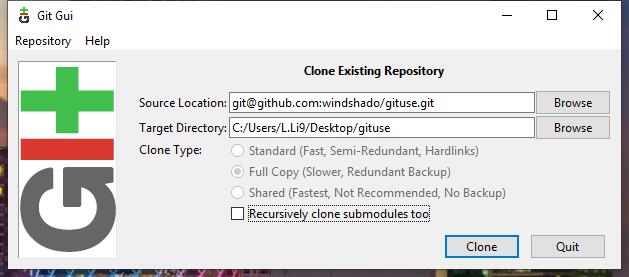 Git Gui
Repository Help
Clone Existing Repository
Source Location: git@github.com:windshado/gituse.git Browse
Target Directory: C:/Users/L.Li9/Desktop/gituse Browse
Clone Type: Standard (Fast, Semi-Redundant, Hardlinks)
Full Copy (Slower, Redundant Backup)
Shared (Fastest, Not Recommended, No Backup)
Recursively clone submodules too
Clone Quit